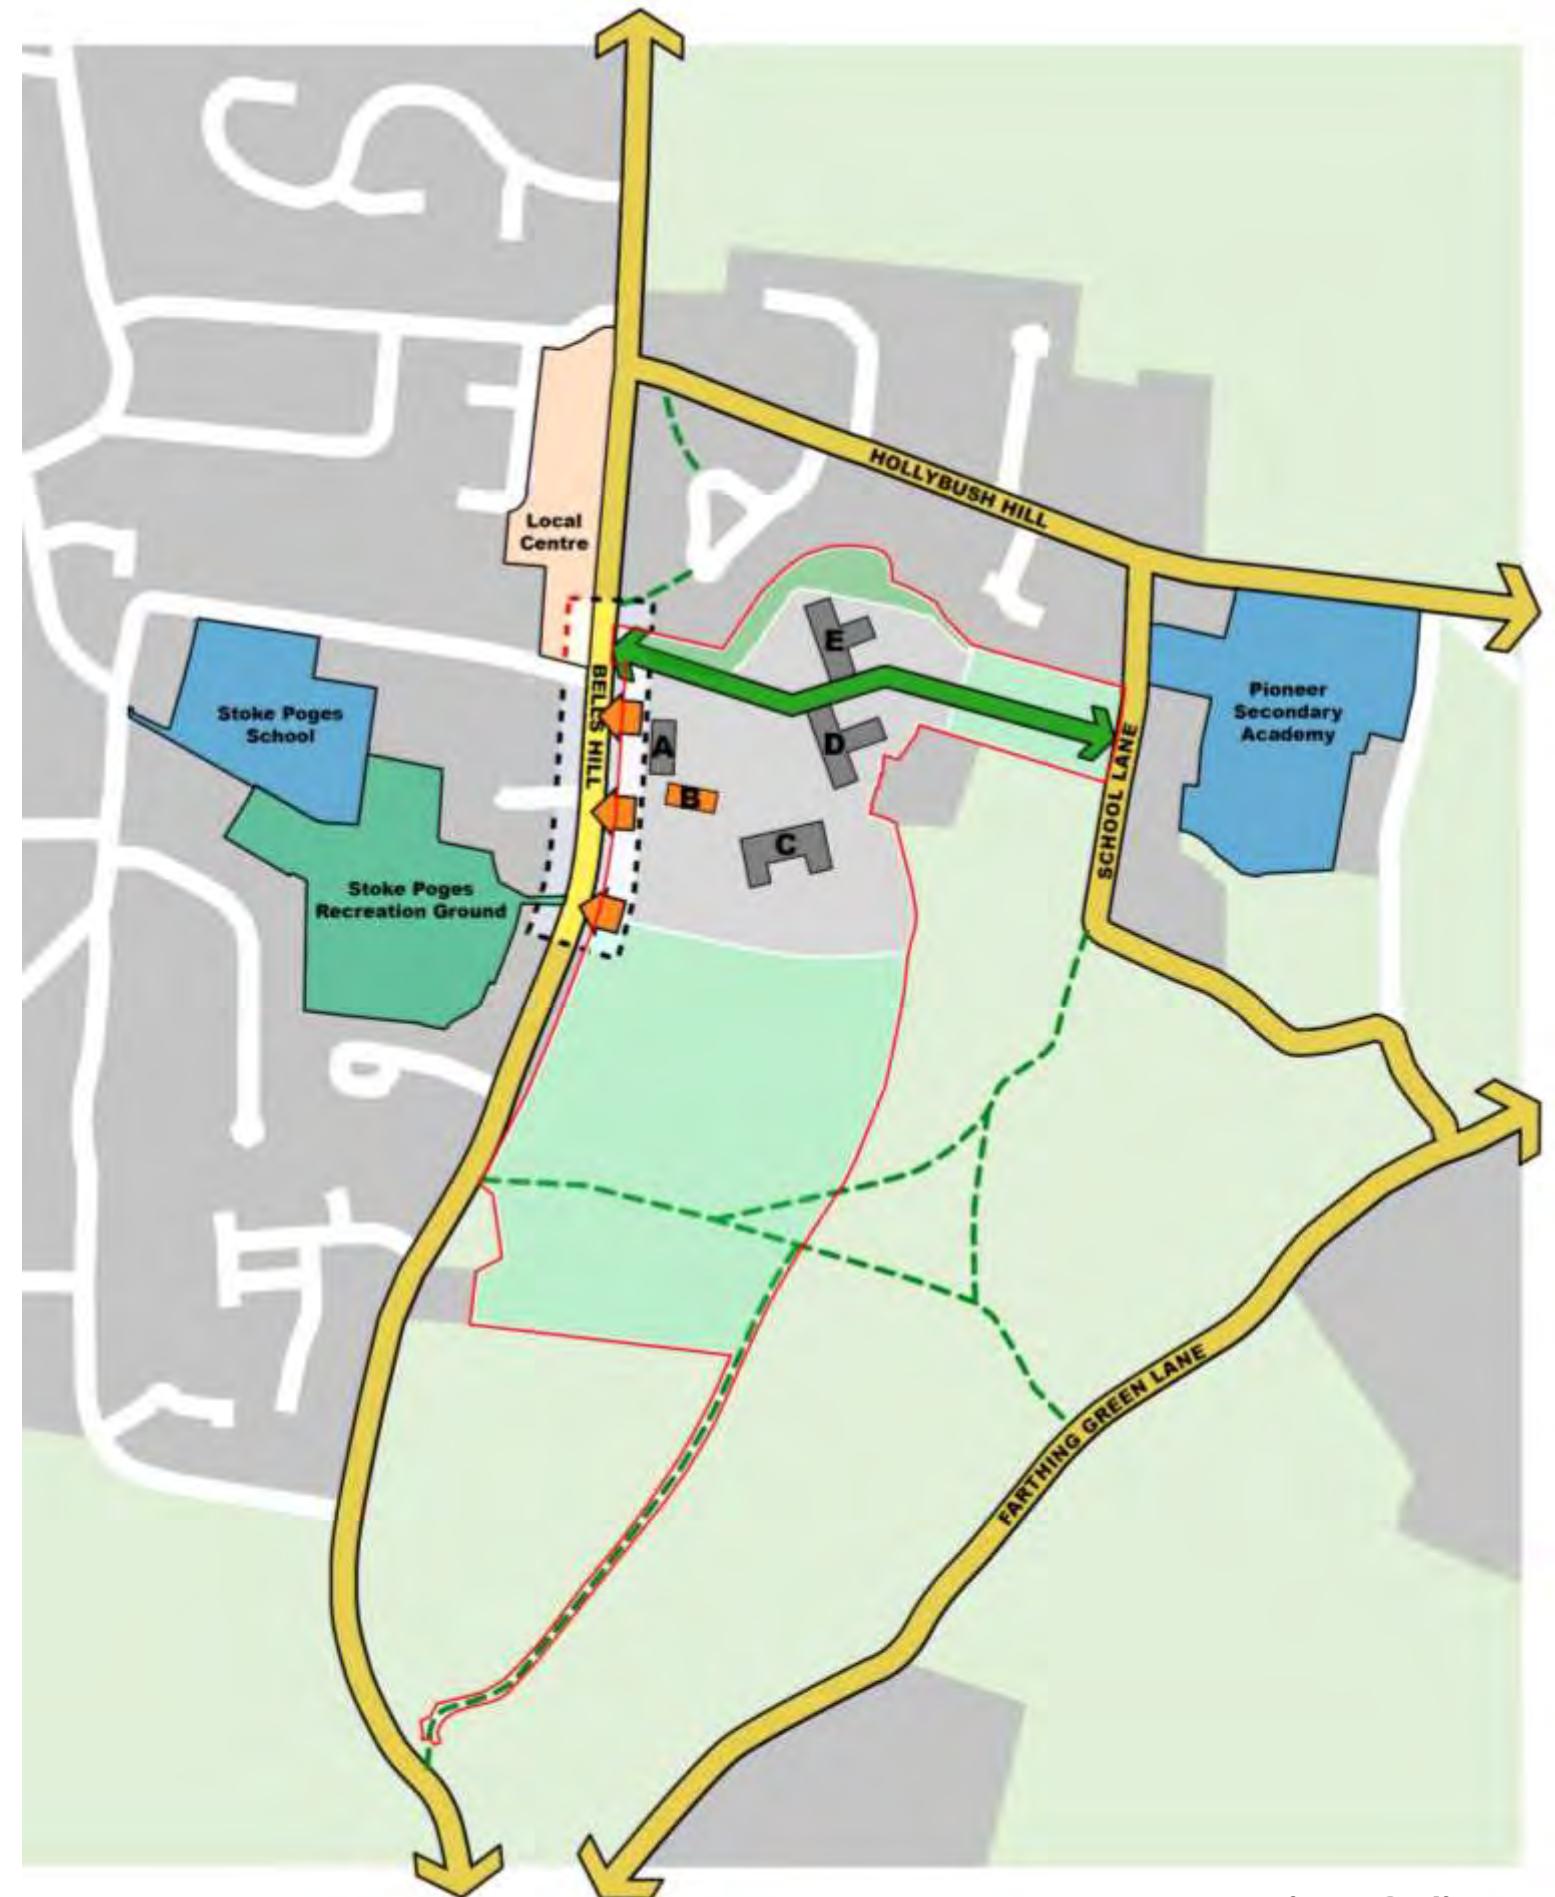 HOLLYBUSH HILL
Local
Centre
E
BELLS HILL
Stoke Poges
School
A
D
Pioneer
Secondary
Academy
SCHOOL LANE
B
C
Stoke Poges
Recreation Ground
FARTHING GREEN LANE